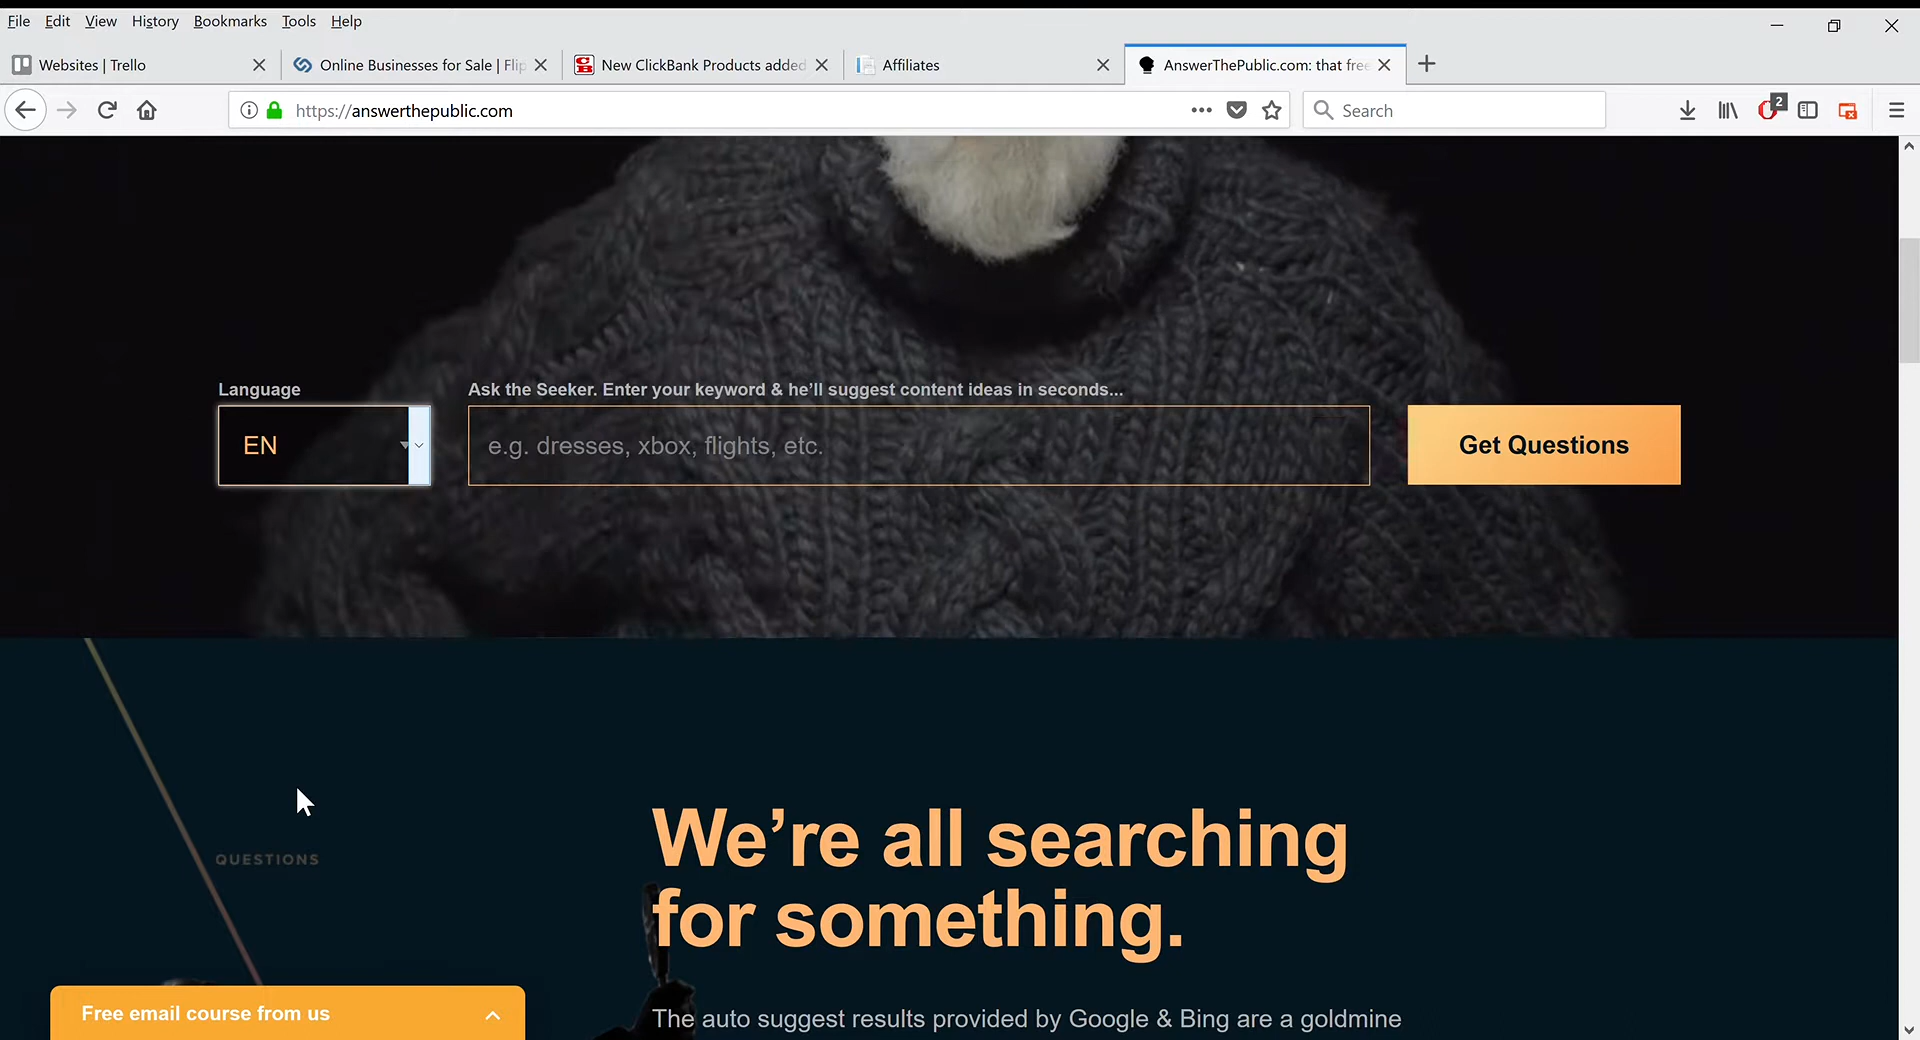 File Edit View History Bookmarks Tools Help
Websites | Trello
Online Businesses for Sale | Flip
New ClickBank Products added
Affiliates
AnswerThePublic.com: that free
https://answerthepublic.com
Search
2
Language
Ask the Seeker. Enter your keyword & he’ll suggest content ideas in seconds...
EN
e.g. dresses, xbox, flights, etc.
Get Questions
QUESTIONS
We’re all searching
for something.
Free email course from us
The auto suggest results provided by Google & Bing are a goldmine